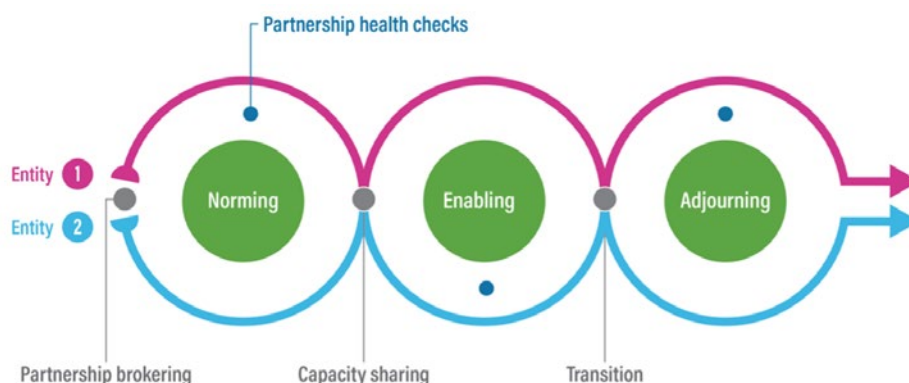 Partnership health checks
Entity 1
Entity 2
Norming
Enabling
Adjourning
Partnership brokering
Capacity sharing
Transition